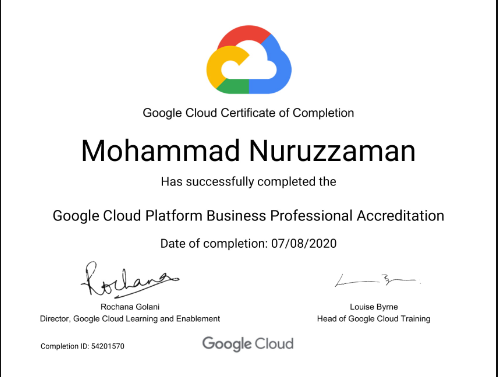 Google Cloud Certificate of Completion
Mohammad Nuruzzaman
Has successfully completed the
Google Cloud Platform Business Professional Accreditation
Date of completion: 07/08/2020
Rochana
Rochana Golani
Director, Google Cloud Learning and Enablement
Louise Byrne
Head of Google Cloud Training
Completion ID: 54201570
Google Cloud